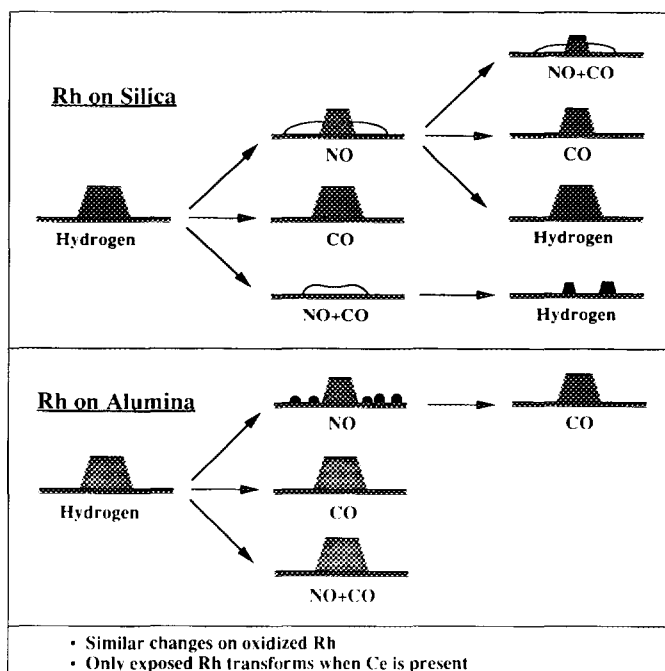 Rh on Silica
Hydrogen
NO
CO
NO+CO
NO+CO
CO
Hydrogen
Hydrogen
Rh on Alumina
Hydrogen
NO
CO
NO+CO
CO
• Similar changes on oxidized Rh
• Only exposed Rh transforms when Ce is present